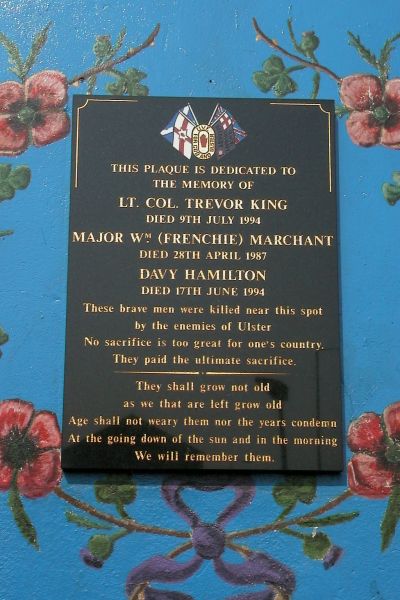 THIS PLAQUE IS DEDICATED TO
THE MEMORY OF
LT. COL. TREVOR KING
DIED 9TH JULY 1994
MAJOR WM. (FRENCHIE) MARCHANT
DIED 28TH APRIL 1987
DAVY HAMILTON
DIED 17TH JUNE 1994
These brave men were killed near this spot
by the enemies of Ulster
No sacrifice is too great for one's country.
They paid the ultimate sacrifice.
They shall grow not old
as we that are left grow old
Age shall not weary them nor the years condemn
At the going down of the sun and in the morning
We will remember them.